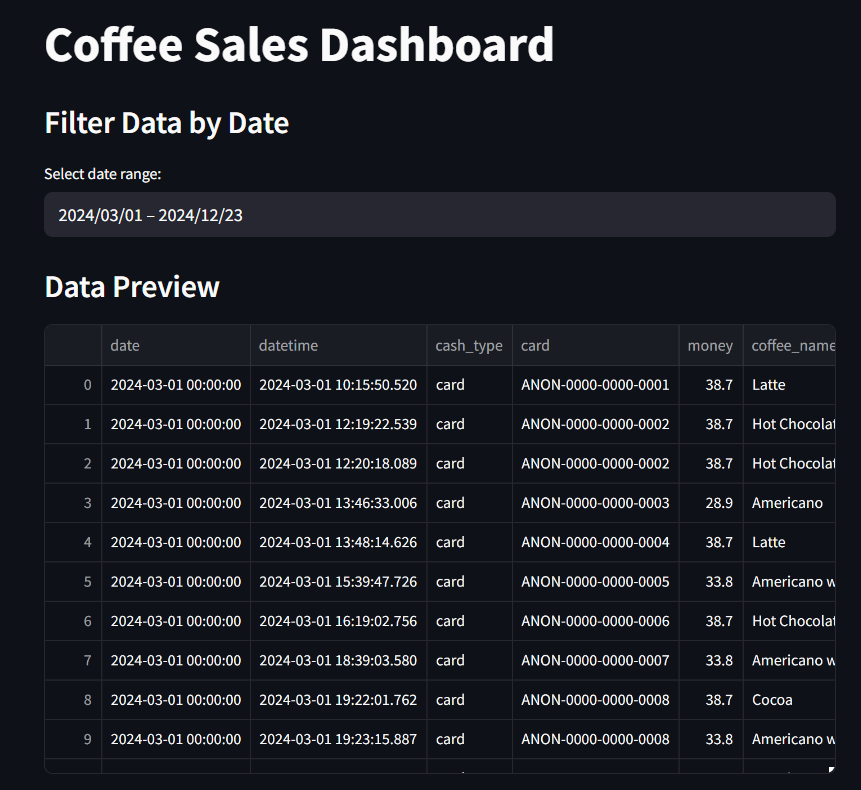 Coffee Sales Dashboard
Filter Data by Date
Select date range:
2024/03/01 – 2024/12/23
Data Preview
date datetime cash_type card money coffee_name
0 2024-03-01 00:00:00 2024-03-01 10:15:50.520 card ANON-0000-0000-0001 38.7 Latte
1 2024-03-01 00:00:00 2024-03-01 12:19:22.539 card ANON-0000-0000-0002 38.7 Hot Chocolat
2 2024-03-01 00:00:00 2024-03-01 12:20:18.089 card ANON-0000-0000-0002 38.7 Hot Chocolat
3 2024-03-01 00:00:00 2024-03-01 13:46:33.006 card ANON-0000-0000-0003 28.9 Americano
4 2024-03-01 00:00:00 2024-03-01 13:48:14.626 card ANON-0000-0000-0004 38.7 Latte
5 2024-03-01 00:00:00 2024-03-01 15:39:47.726 card ANON-0000-0000-0005 33.8 Americano w
6 2024-03-01 00:00:00 2024-03-01 16:19:02.756 card ANON-0000-0000-0006 38.7 Hot Chocolat
7 2024-03-01 00:00:00 2024-03-01 18:39:03.580 card ANON-0000-0000-0007 33.8 Americano w
8 2024-03-01 00:00:00 2024-03-01 19:22:01.762 card ANON-0000-0000-0008 38.7 Cocoa
9 2024-03-01 00:00:00 2024-03-01 19:23:15.887 card ANON-0000-0000-0008 33.8 Americano w